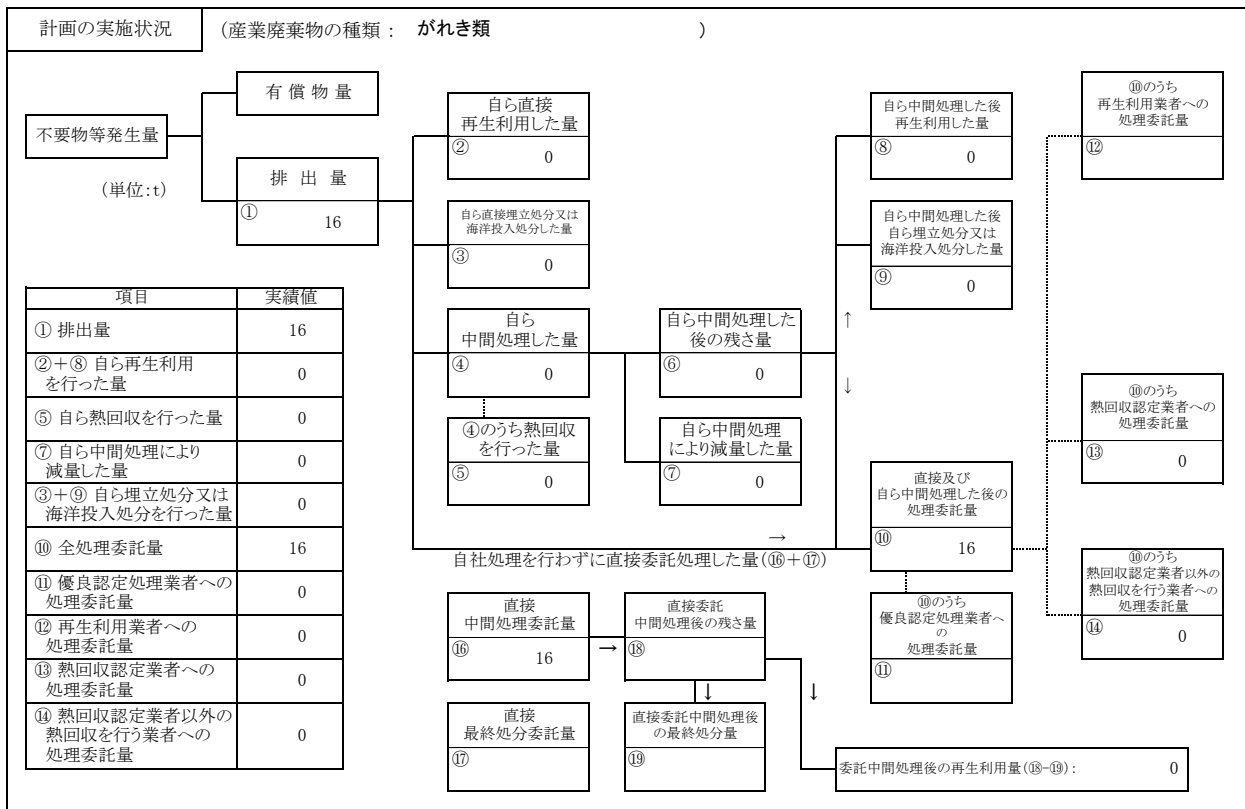 計画の実施状況
(産業廃棄物の種類： がれき類 )
不要物等発生量
(単位:t)
有償物量
排出量
①
16
自ら直接
再生利用した量
②
0
自ら直接埋立処分又は
海洋投入処分した量
③
0
自ら
中間処理した量
④
0
④のうち熱回収
を行った量
⑤
0
自ら中間処理した
後の残さ量
⑥
0
自ら中間処理
により減量した量
⑦
0
自ら中間処理した後
再生利用した量
⑧
0
自ら中間処理した後
自ら埋立処分又は
海洋投入処分した量
⑨
0
↑
↓
直接及び
自ら中間処理した後の
処理委託量
⑩
16
⑩のうち
優良認定処理業者へ
の
処理委託量
⑪
⑩のうち
再生利用業者への
処理委託量
⑫
⑩のうち
熱回収認定業者への
処理委託量
⑬
0
⑩のうち
熱回収認定業者以外の
熱回収を行う業者への
処理委託量
⑭
0
→
自社処理を行わずに直接委託処理した量(⑯+⑰)
直接
中間処理委託量
⑯
16
→
直接委託
中間処理後の残さ量
⑱
↓
↓
直接
最終処分委託量
⑰
直接委託中間処理後
の最終処分量
⑲
委託中間処理後の再生利用量(⑱-⑲)： 0
項目 実績値
① 排出量 16
②+⑧ 自ら再生利用
を行った量 0
⑤ 自ら熱回収を行った量 0
⑦ 自ら中間処理により
減量した量 0
③+⑨ 自ら埋立処分又は
海洋投入処分を行った量 0
⑩ 全処理委託量 16
⑪ 優良認定処理業者への
処理委託量 0
⑫ 再生利用業者への
処理委託量 0
⑬ 熱回収認定業者への
処理委託量 0
⑭ 熱回収認定業者以外の
熱回収を行う業者への
処理委託量 0